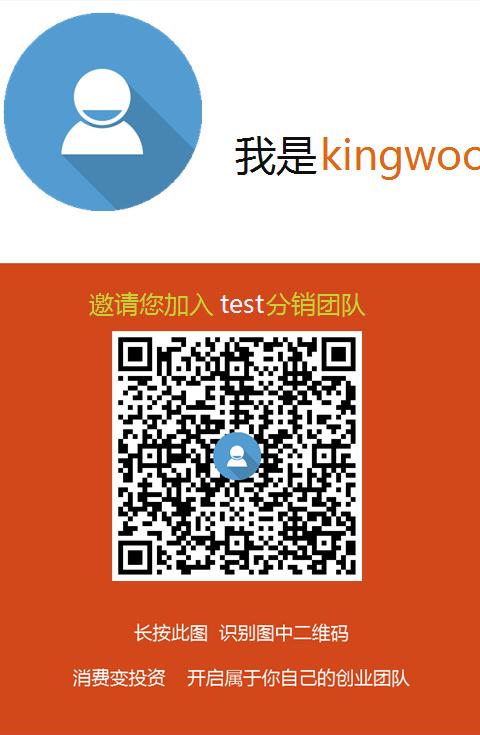 我是kingwoo
邀请您加入 test分销团队
长按此图 识别图中二维码
消费变投资 开启属于你自己的创业团队